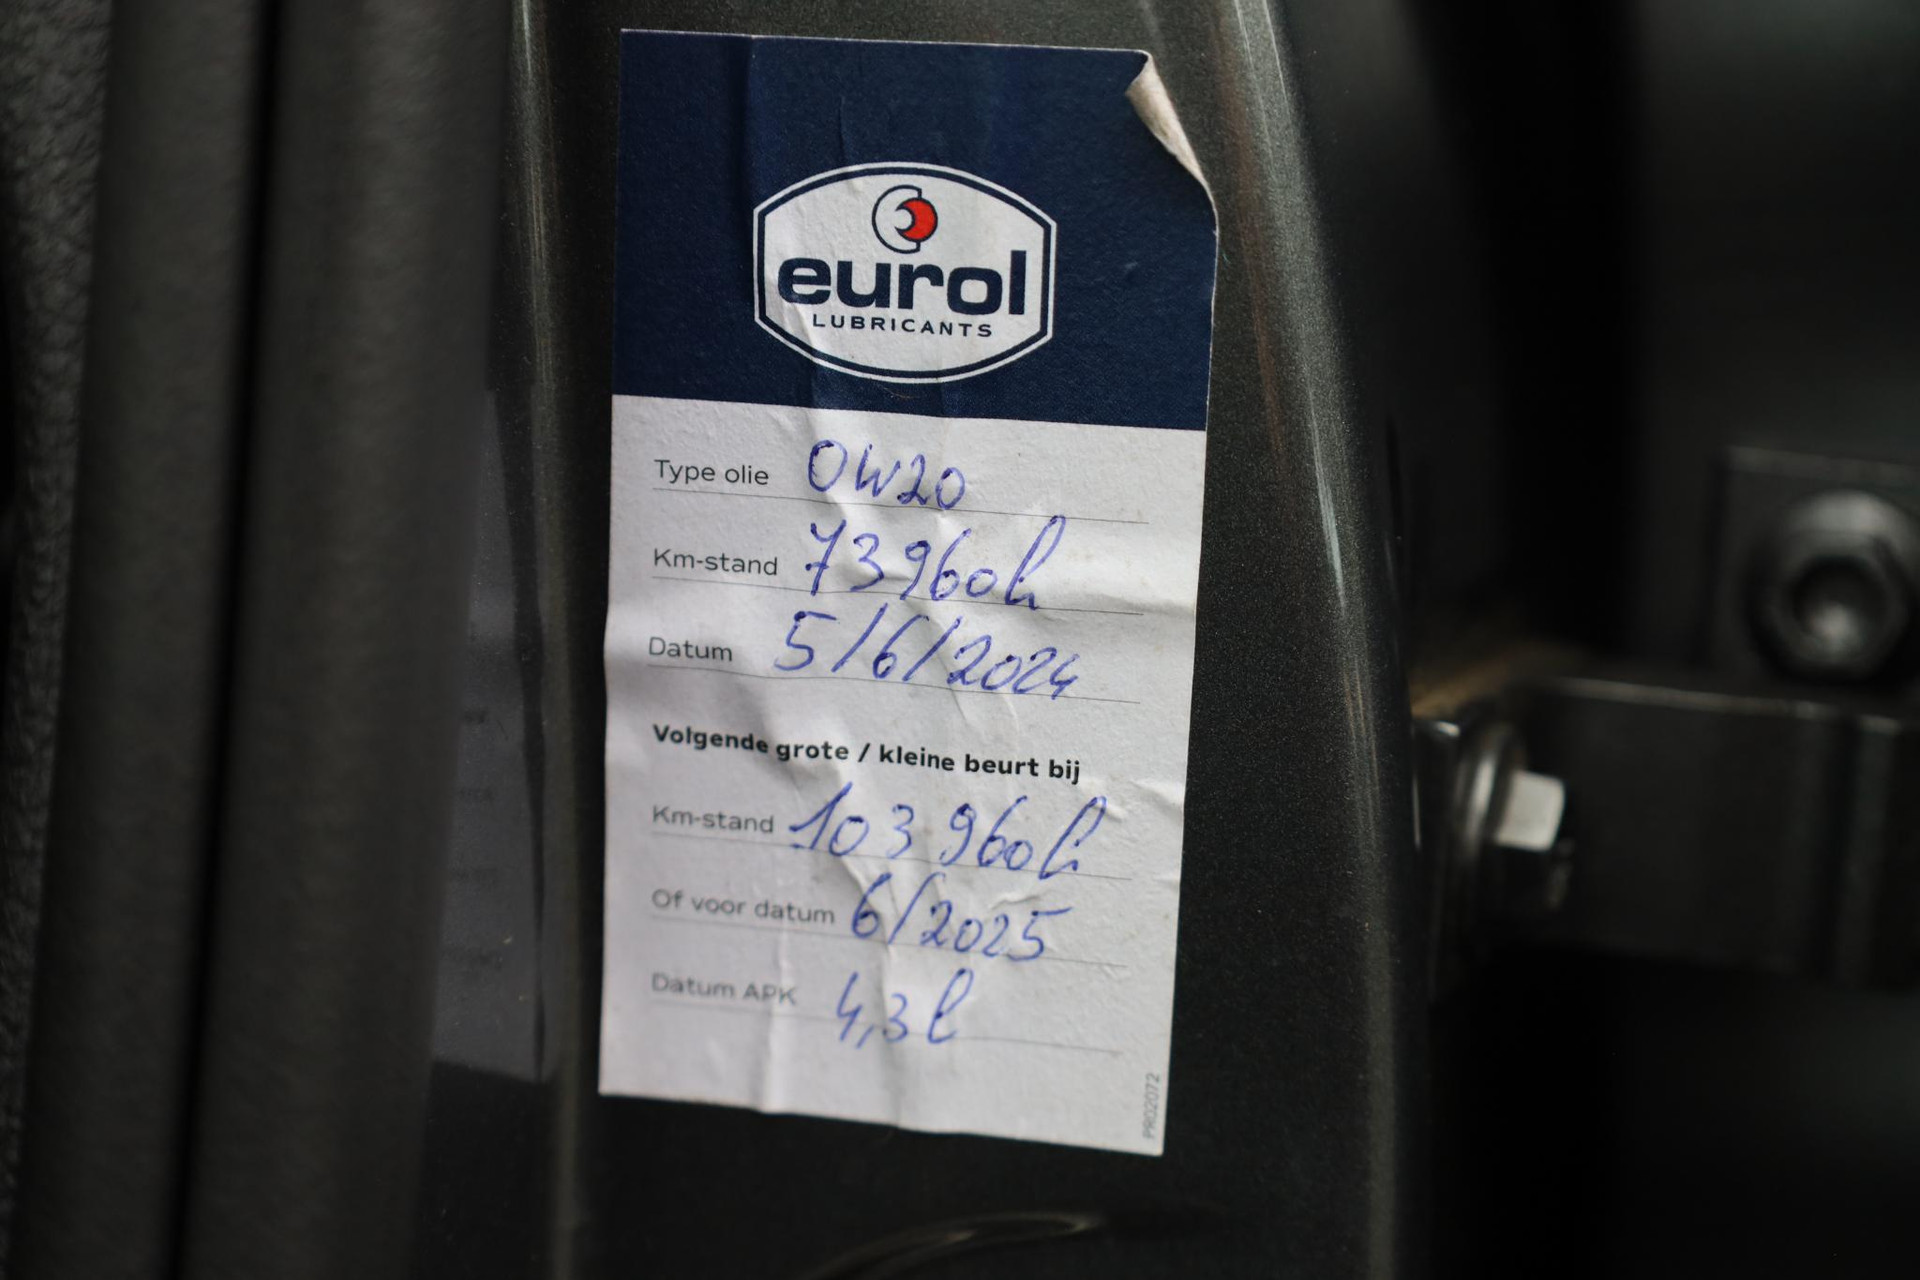 eurol
LUBRICANTS
Type olie 0W20
Km-stand 73960h
Datum 5/6/2024
Volgende grote / kleine beurt bij
Km-stand 103960h
Of voor datum 6/2025
Datum APK 4,3l
PR02072